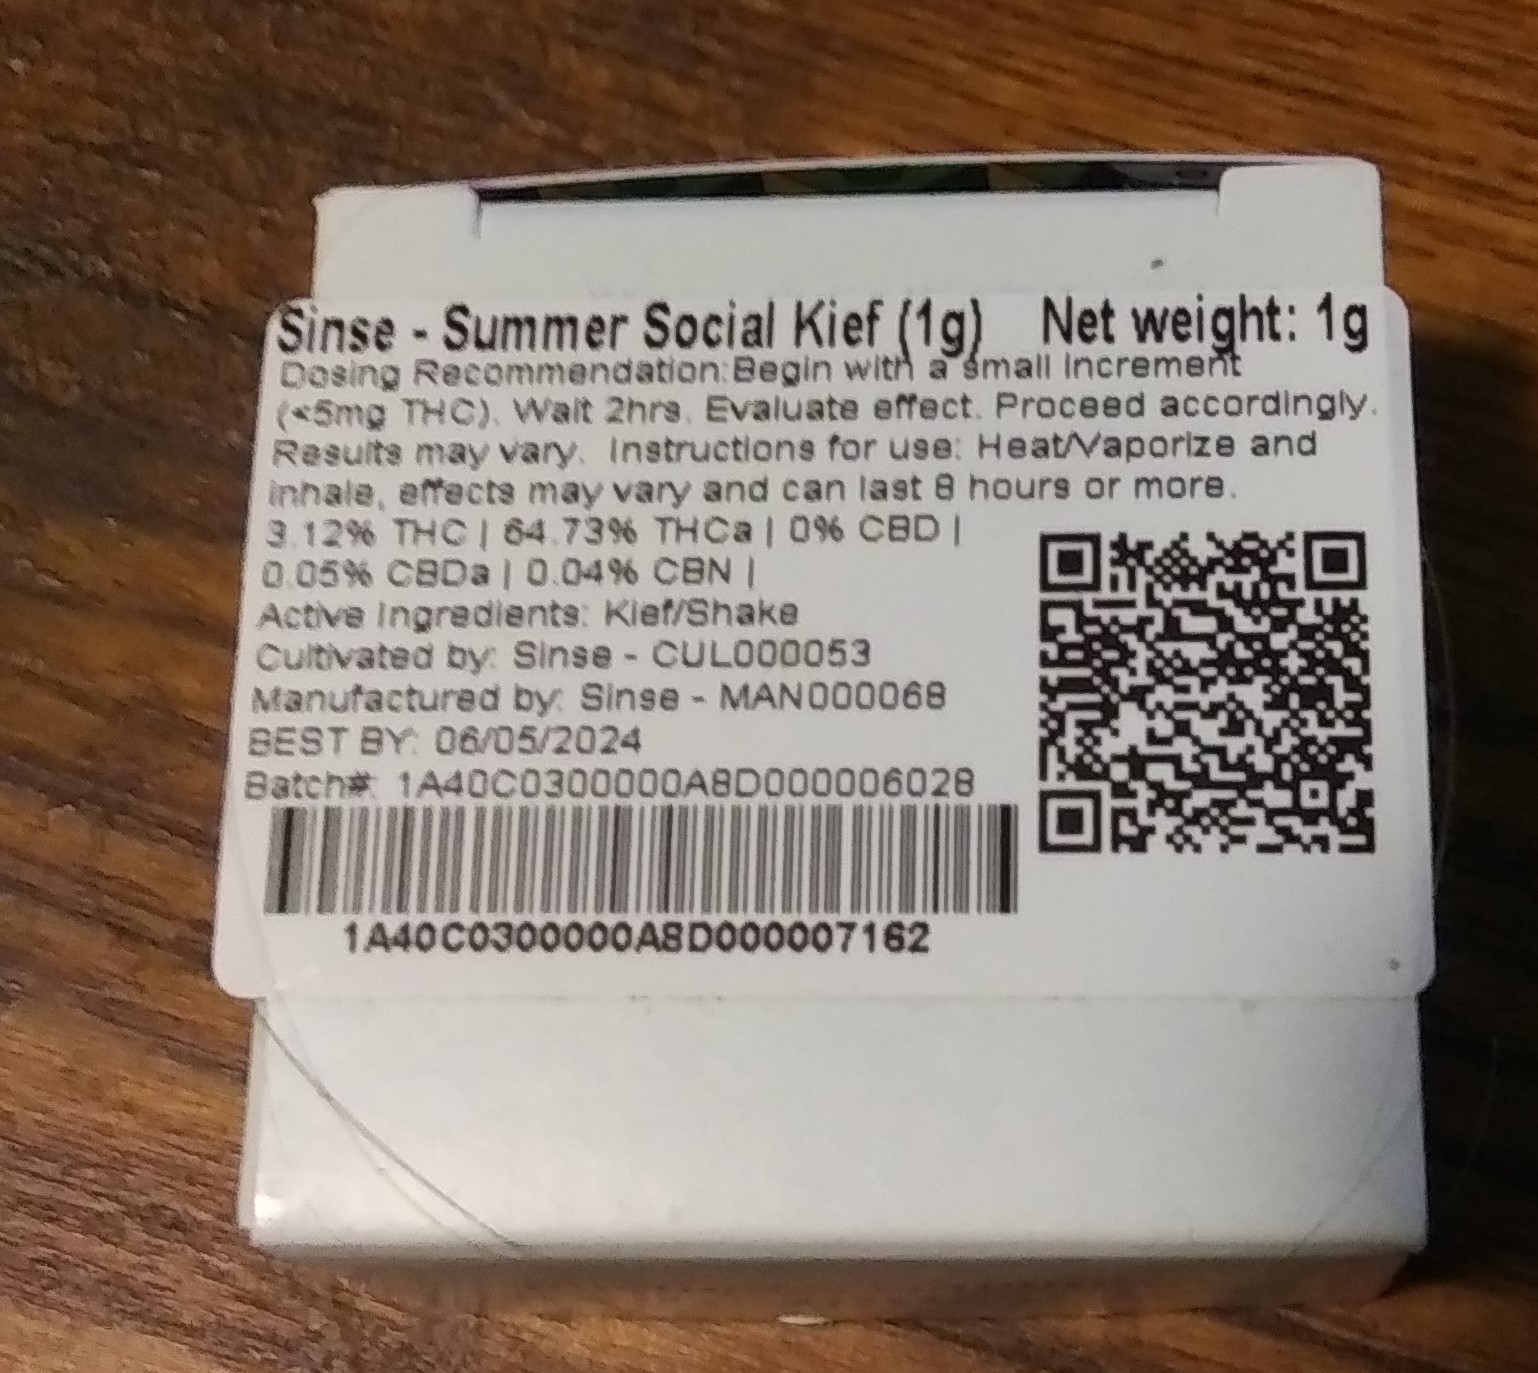 Sinse - Summer Social Kief (1g) Net weight: 1g
Dosing Recommendation:Begin with a small increment
(<5mg THC). Wait 2hrs. Evaluate effect. Proceed accordingly.
Results may vary. Instructions for use: Heat/Vaporize and
inhale, effects may vary and can last 8 hours or more.
3.12% THC | 64.73% THCa | 0% CBD |
0.05% CBDa | 0.04% CBN |
Active Ingredients: Kief/Shake
Cultivated by: Sinse - CUL000053
Manufactured by: Sinse - MAN000068
BEST BY: 06/05/2024
Batch#: 1A40C0300000A8D000006028
1A40C0300000A8D000007162